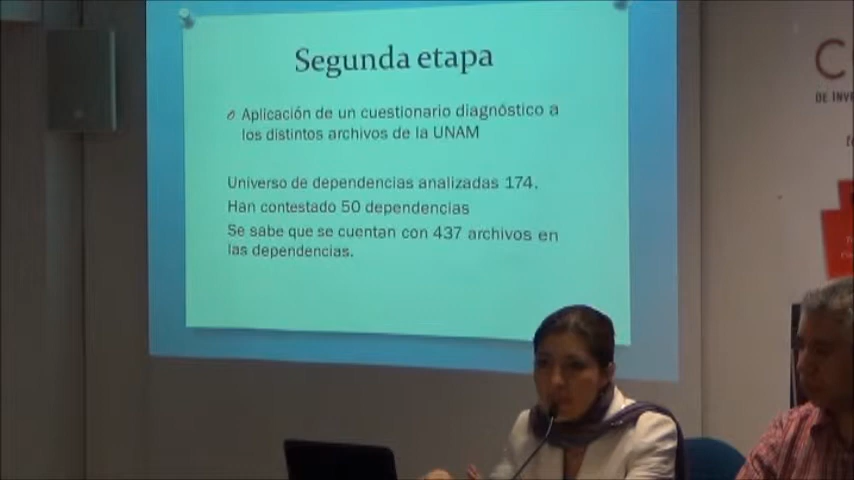 Segunda etapa
Aplicación de un cuestionario diagnóstico a
los distintos archivos de la UNAM
Universo de dependencias analizadas 174.
Han contestado 50 dependencias
Se sabe que se cuentan con 437 archivos en
las dependencias.
DE INVE